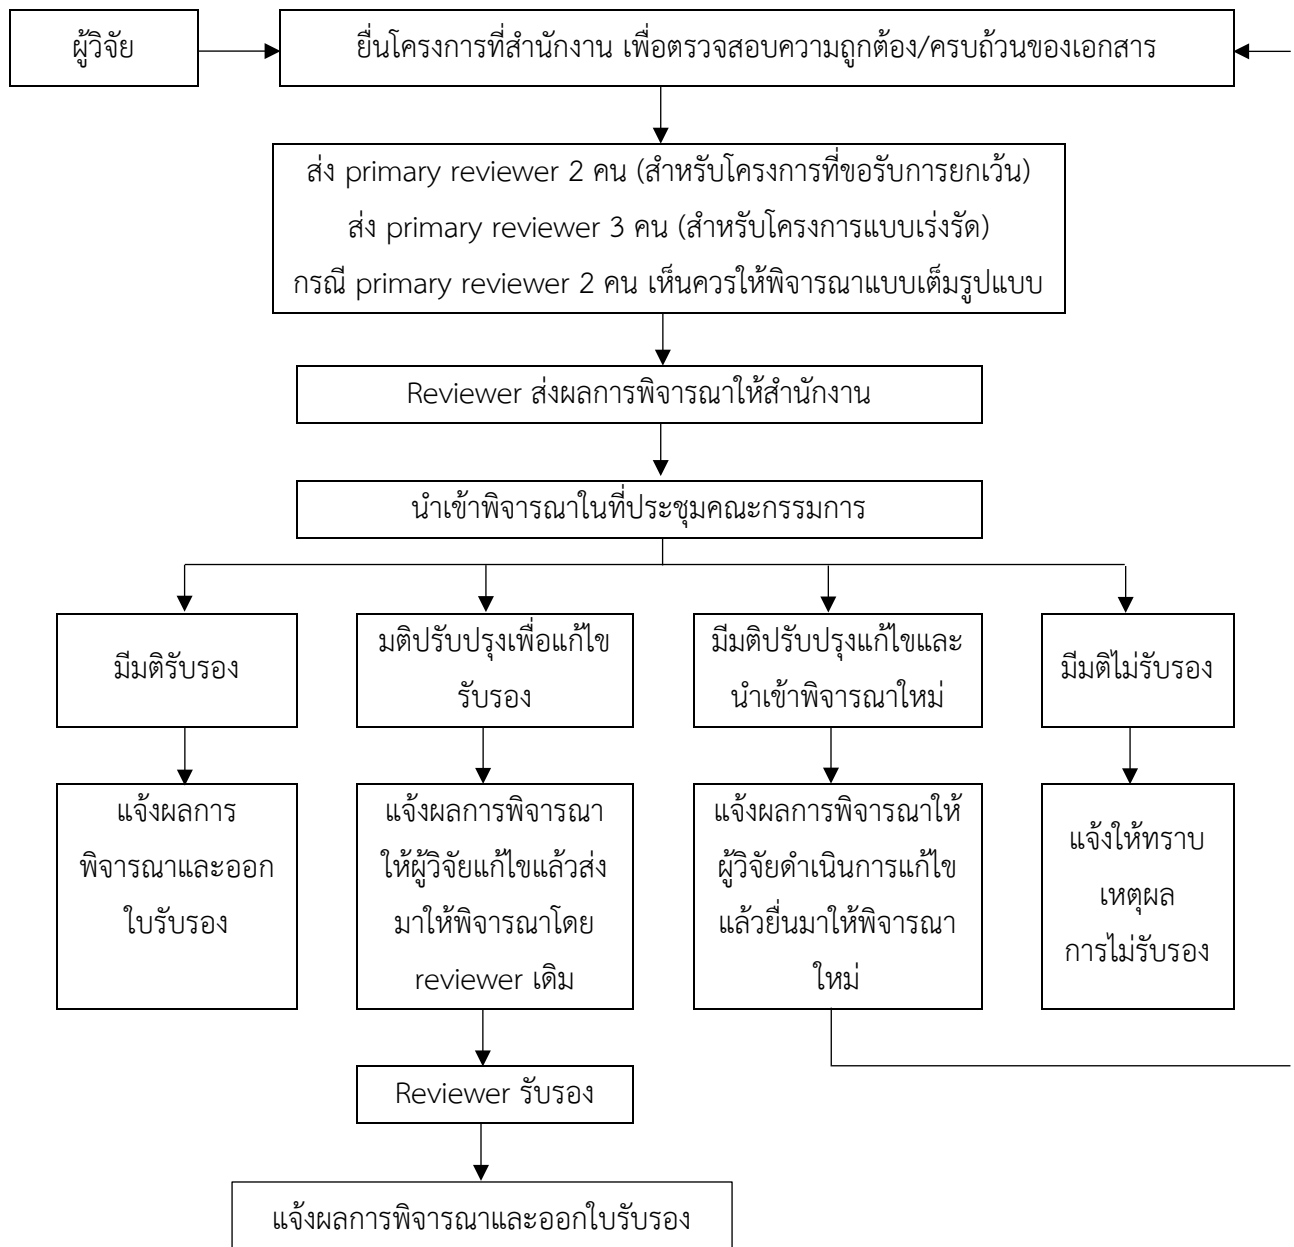 ผู้วิจัย
ยื่นโครงการที่สำนักงาน เพื่อตรวจสอบความถูกต้อง/ครบถ้วนของเอกสาร
ส่ง primary reviewer 2 คน (สำหรับโครงการที่ขอรับการยกเว้น)
ส่ง primary reviewer 3 คน (สำหรับโครงการแบบเร่งรัด)
กรณี primary reviewer 2 คน เห็นควรให้พิจารณาแบบเต็มรูปแบบ
Reviewer ส่งผลการพิจารณาให้สำนักงาน
นำเข้าพิจารณาในที่ประชุมคณะกรรมการ
มีมติรับรอง
มติปรับปรุงเพื่อแก้ไข
รับรอง
มีมติปรับปรุงแก้ไขและ
นำเข้าพิจารณาใหม่
มีมติไม่รับรอง
แจ้งผลการ
พิจารณาและออก
ใบรับรอง
แจ้งผลการพิจารณา
ให้ผู้วิจัยแก้ไขแล้วส่ง
มาให้พิจารณาโดย
reviewer เดิม
แจ้งผลการพิจารณาให้
ผู้วิจัยดำเนินการแก้ไข
แล้วยื่นมาให้พิจารณา
ใหม่
แจ้งให้ทราบ
เหตุผล
การไม่รับรอง
Reviewer รับรอง
แจ้งผลการพิจารณาและออกใบรับรอง